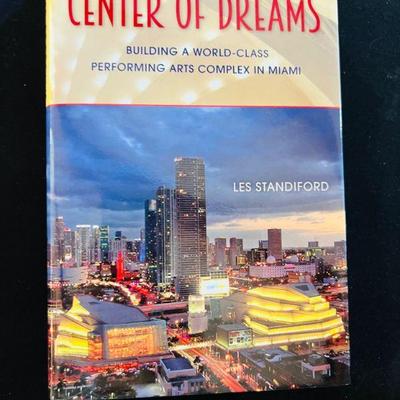 CENTER OF DREAMS
BUILDING A WORLD-CLASS
PERFORMING ARTS COMPLEX IN MIAMI
LES STANDIFORD